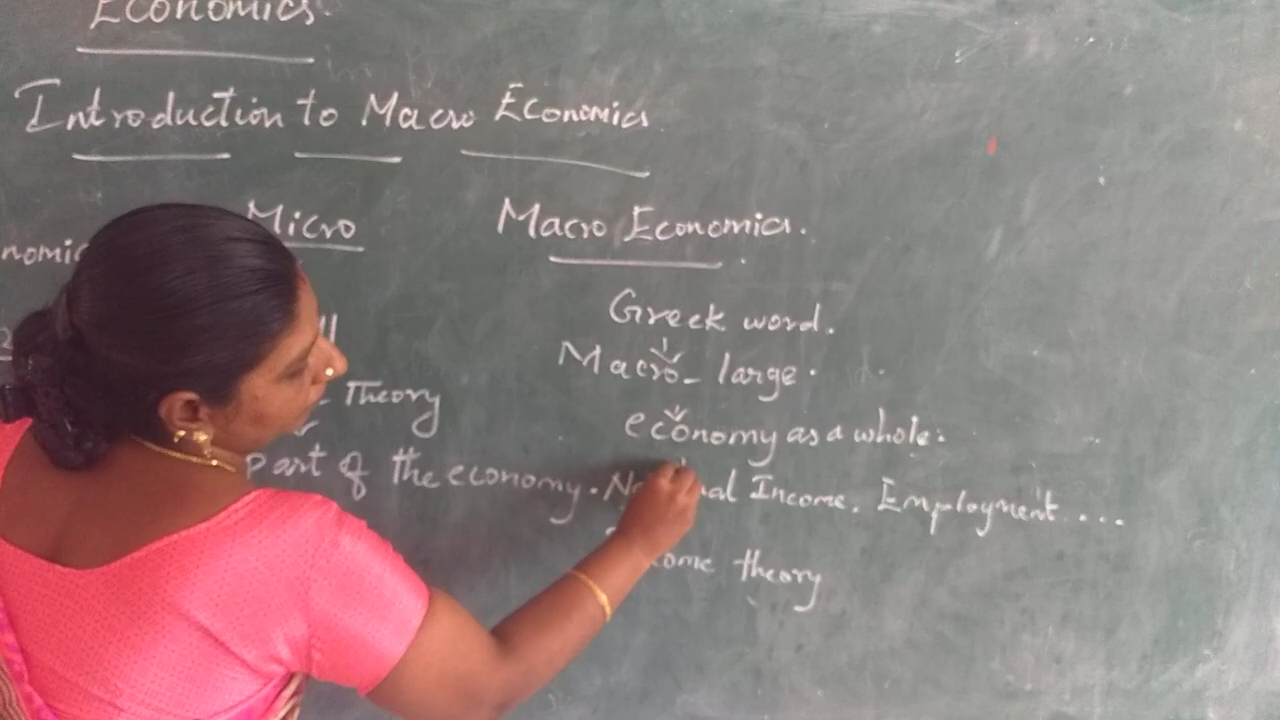 Economics.
Introduction to Macro Economics
Micro
Macro Economics.
Greek word.
Macro - large.
Theory
economy as a whole.
part of the economy.
Income, Employment....
theory